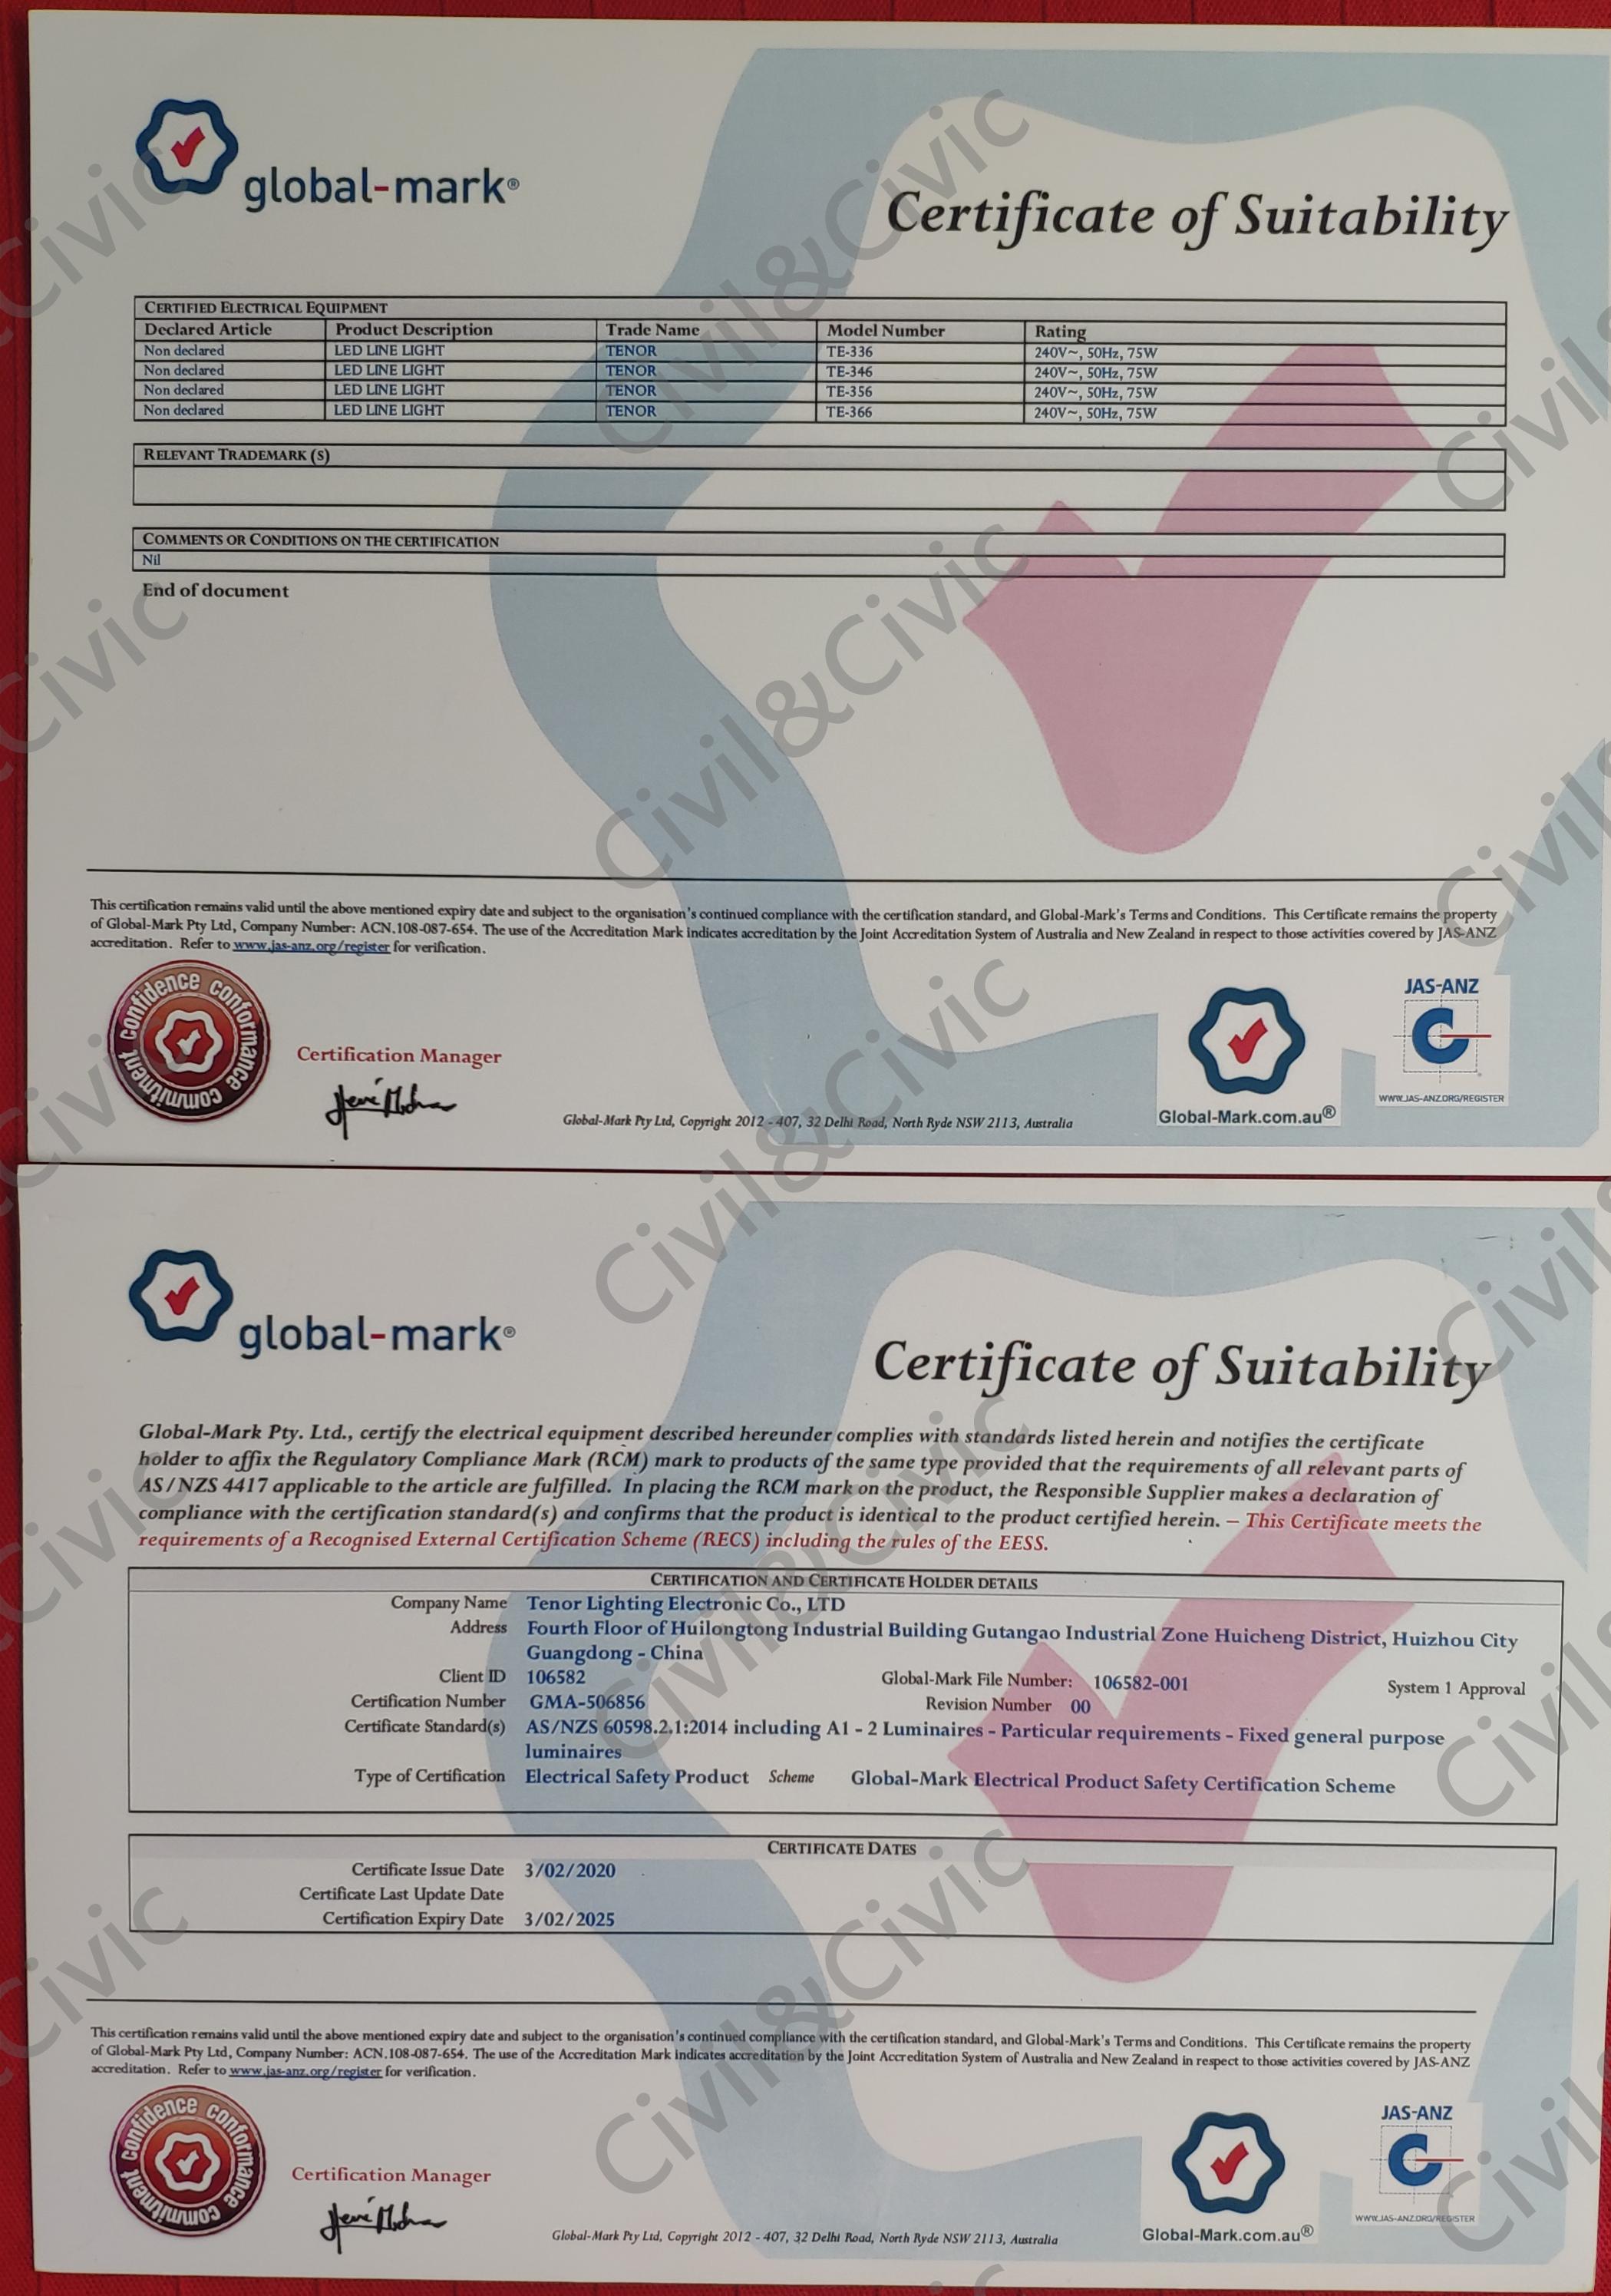 global-mark®
Certificate of Suitability
CERTIFIED ELECTRICAL EQUIPMENT
Declared Article Product Description Trade Name Model Number Rating
Non declared LED LINE LIGHT TENOR TE-336 240V~, 50Hz, 75W
Non declared LED LINE LIGHT TENOR TE-346 240V~, 50Hz, 75W
Non declared LED LINE LIGHT TENOR TE-356 240V~, 50Hz, 75W
Non declared LED LINE LIGHT TENOR TE-366 240V~, 50Hz, 75W
RELEVANT TRADEMARK (S)
COMMENTS OR CONDITIONS ON THE CERTIFICATION
Nil
End of document
This certification remains valid until the above mentioned expiry date and subject to the organisation's continued compliance with the certification standard, and Global-Mark's Terms and Conditions. This Certificate remains the property
of Global-Mark Pty Ltd, Company Number: ACN.108-087-654. The use of the Accreditation Mark indicates accreditation by the Joint Accreditation System of Australia and New Zealand in respect to those activities covered by JAS-ANZ
accreditation. Refer to www.jas-anz.org/register for verification.
commitment confidence conformance
Certification Manager
Global-Mark Pty Ltd, Copyright 2012 - 407, 32 Delhi Road, North Ryde NSW 2113, Australia
Global-Mark.com.au®
JAS-ANZ
WWW.JAS-ANZ.ORG/REGISTER
global-mark®
Certificate of Suitability
Global-Mark Pty. Ltd., certify the electrical equipment described hereunder complies with standards listed herein and notifies the certificate
holder to affix the Regulatory Compliance Mark (RCM) mark to products of the same type provided that the requirements of all relevant parts of
AS/NZS 4417 applicable to the article are fulfilled. In placing the RCM mark on the product, the Responsible Supplier makes a declaration of
compliance with the certification standard(s) and confirms that the product is identical to the product certified herein. – This Certificate meets the
requirements of a Recognised External Certification Scheme (RECS) including the rules of the EESS.
CERTIFICATION AND CERTIFICATE HOLDER DETAILS
Company Name Tenor Lighting Electronic Co., LTD
Address Fourth Floor of Huilongtong Industrial Building Gutangao Industrial Zone Huicheng District, Huizhou City
Guangdong - China
Client ID 106582 Global-Mark File Number: 106582-001 System 1 Approval
Certification Number GMA-506856 Revision Number 00
Certificate Standard(s) AS/NZS 60598.2.1:2014 including A1 - 2 Luminaires - Particular requirements - Fixed general purpose
luminaires
Type of Certification Electrical Safety Product Scheme Global-Mark Electrical Product Safety Certification Scheme
CERTIFICATE DATES
Certificate Issue Date 3/02/2020
Certificate Last Update Date
Certification Expiry Date 3/02/2025
This certification remains valid until the above mentioned expiry date and subject to the organisation's continued compliance with the certification standard, and Global-Mark's Terms and Conditions. This Certificate remains the property
of Global-Mark Pty Ltd, Company Number: ACN.108-087-654. The use of the Accreditation Mark indicates accreditation by the Joint Accreditation System of Australia and New Zealand in respect to those activities covered by JAS-ANZ
accreditation. Refer to www.jas-anz.org/register for verification.
commitment confidence conformance
Certification Manager
Global-Mark Pty Ltd, Copyright 2012 - 407, 32 Delhi Road, North Ryde NSW 2113, Australia
Global-Mark.com.au®
JAS-ANZ
WWW.JAS-ANZ.ORG/REGISTER
Civil&Civic